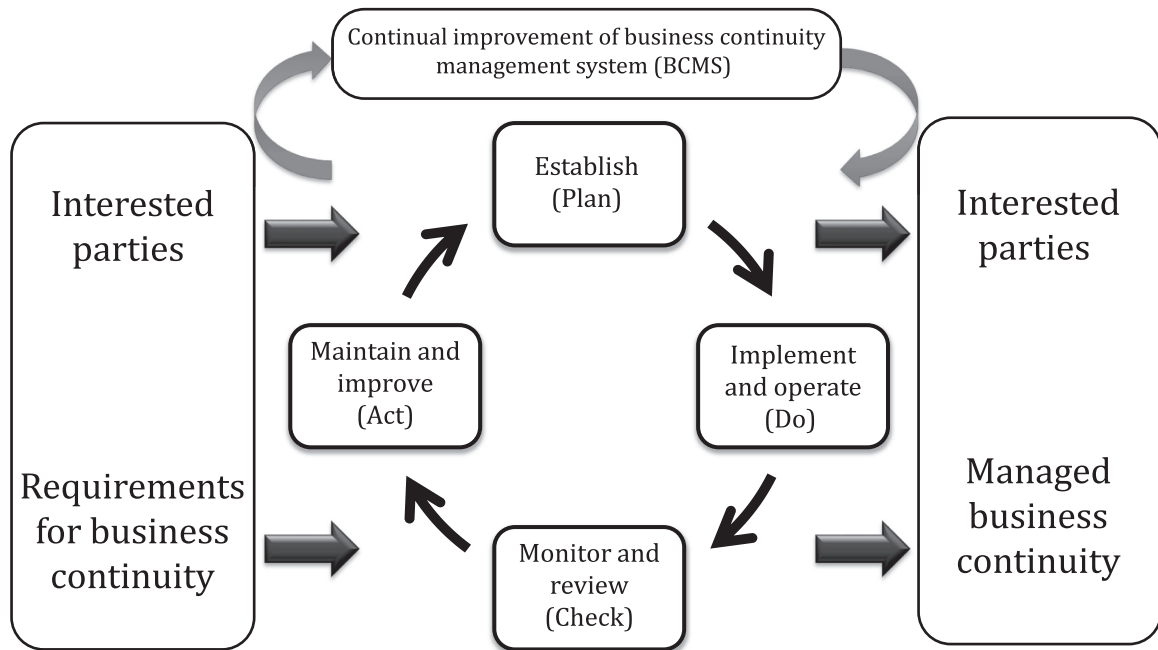 Continual improvement of business continuity
management system (BCMS)
Interested
parties
Requirements
for business
continuity
Establish
(Plan)
Implement
and operate
(Do)
Monitor and
review
(Check)
Maintain and
improve
(Act)
Interested
parties
Managed
business
continuity